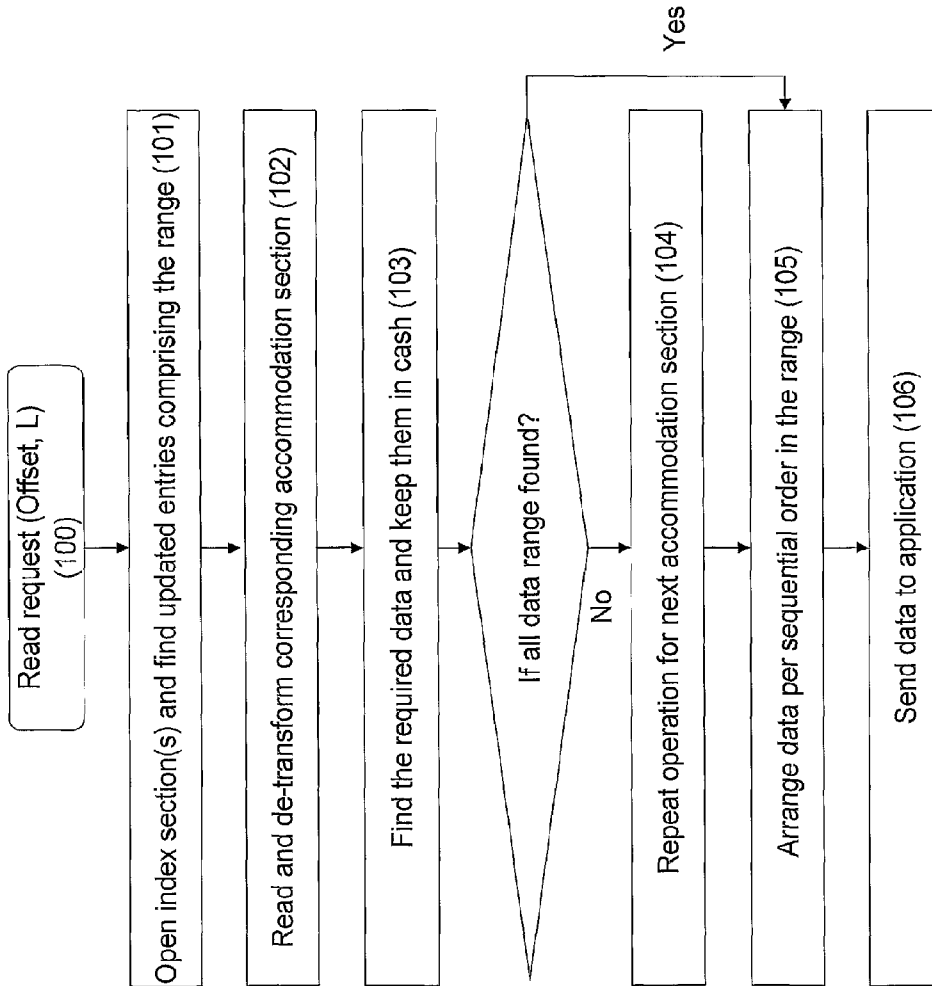 Read request (Offset, L)
(100)
Open index section(s) and find updated entries comprising the range (101)
Read and de-transform corresponding accommodation section (102)
Find the required data and keep them in cash (103)
If all data range found?
Yes
No
Repeat operation for next accommodation section (104)
Arrange data per sequential order in the range (105)
Send data to application (106)